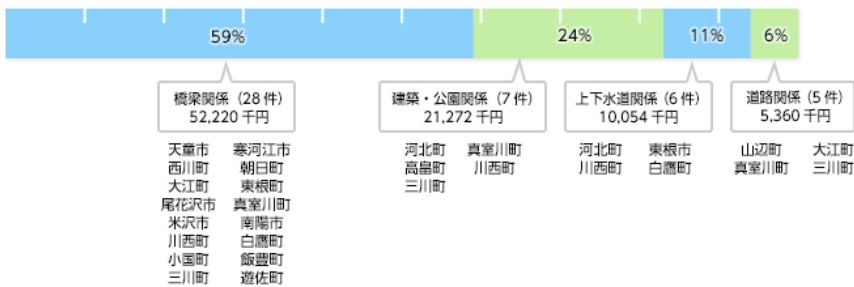 59%
24%
11%
6%
橋梁関係（28 件）
52,220 千円
建築・公園関係（7 件）
21,272 千円
上下水道関係（6 件）
10,054 千円
道路関係（5 件）
5,360 千円
天童市 寒河江市
西川町 朝日町
大江町 東根町
尾花沢市 真室川町
米沢市 南陽市
川西町 白鷹町
小国町 飯豊町
三川町 遊佐町
河北町 真室川町
高畠町 川西町
三川町
河北町 東根市
川西町 白鷹町
山辺町 大江町
真室川町 三川町